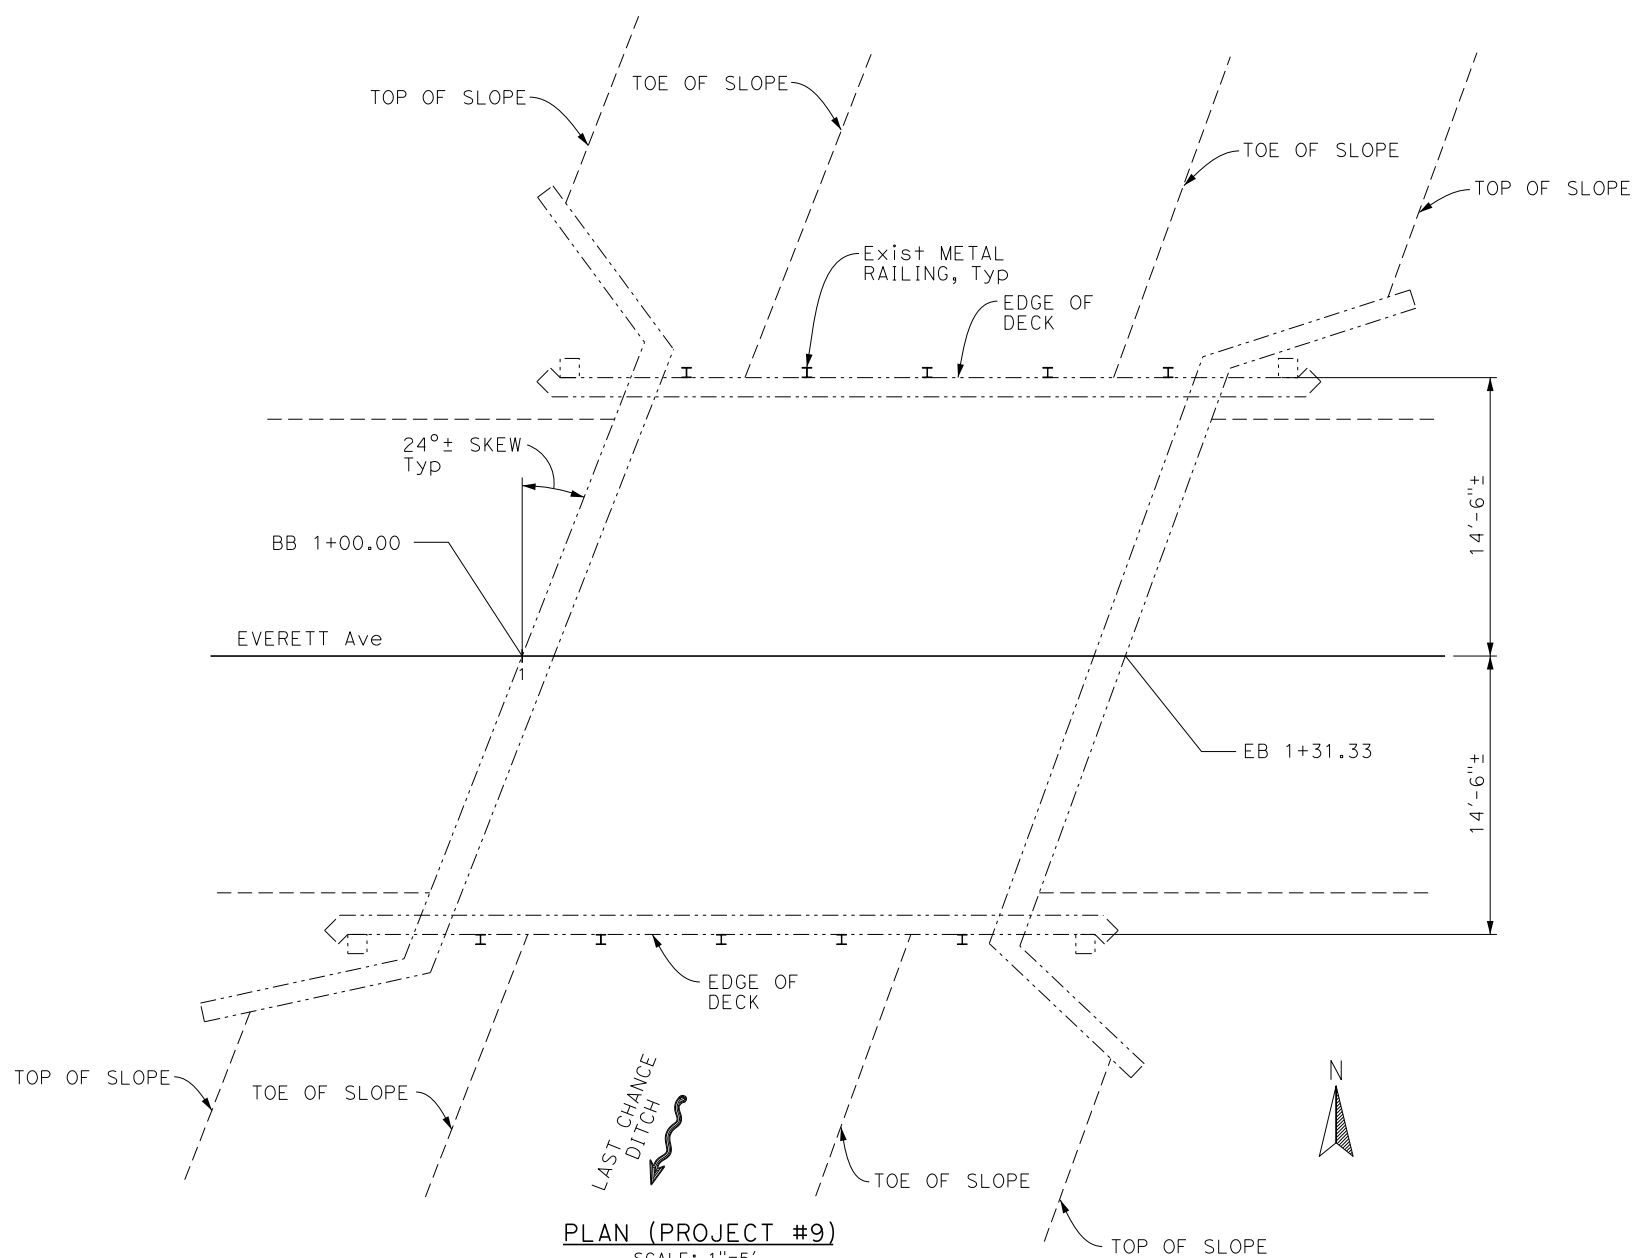 TOP OF SLOPE
TOE OF SLOPE
TOE OF SLOPE
TOP OF SLOPE
Exist METAL
RAILING, Typ
EDGE OF
DECK
24°± SKEW
Typ
14'-6"±
BB 1+00.00
EVERETT Ave
1
EB 1+31.33
14'-6"±
EDGE OF
DECK
TOP OF SLOPE
TOE OF SLOPE
LAST CHANCE
DITCH
N
TOE OF SLOPE
TOP OF SLOPE
PLAN (PROJECT #9)
SCALE: 1"=5'